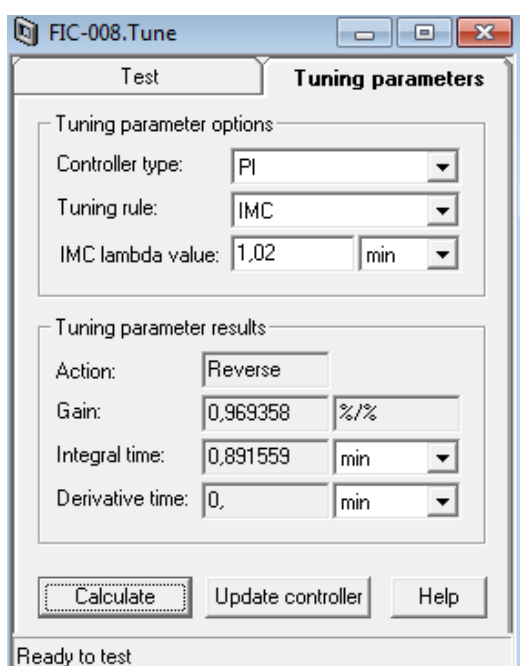 FIC-008.Tune
Test Tuning parameters
Tuning parameter options
Controller type: PI
Tuning rule: IMC
IMC lambda value: 1,02 min
Tuning parameter results
Action: Reverse
Gain: 0,969358 %/%
Integral time: 0,891559 min
Derivative time: 0, min
Calculate Update controller Help
Ready to test